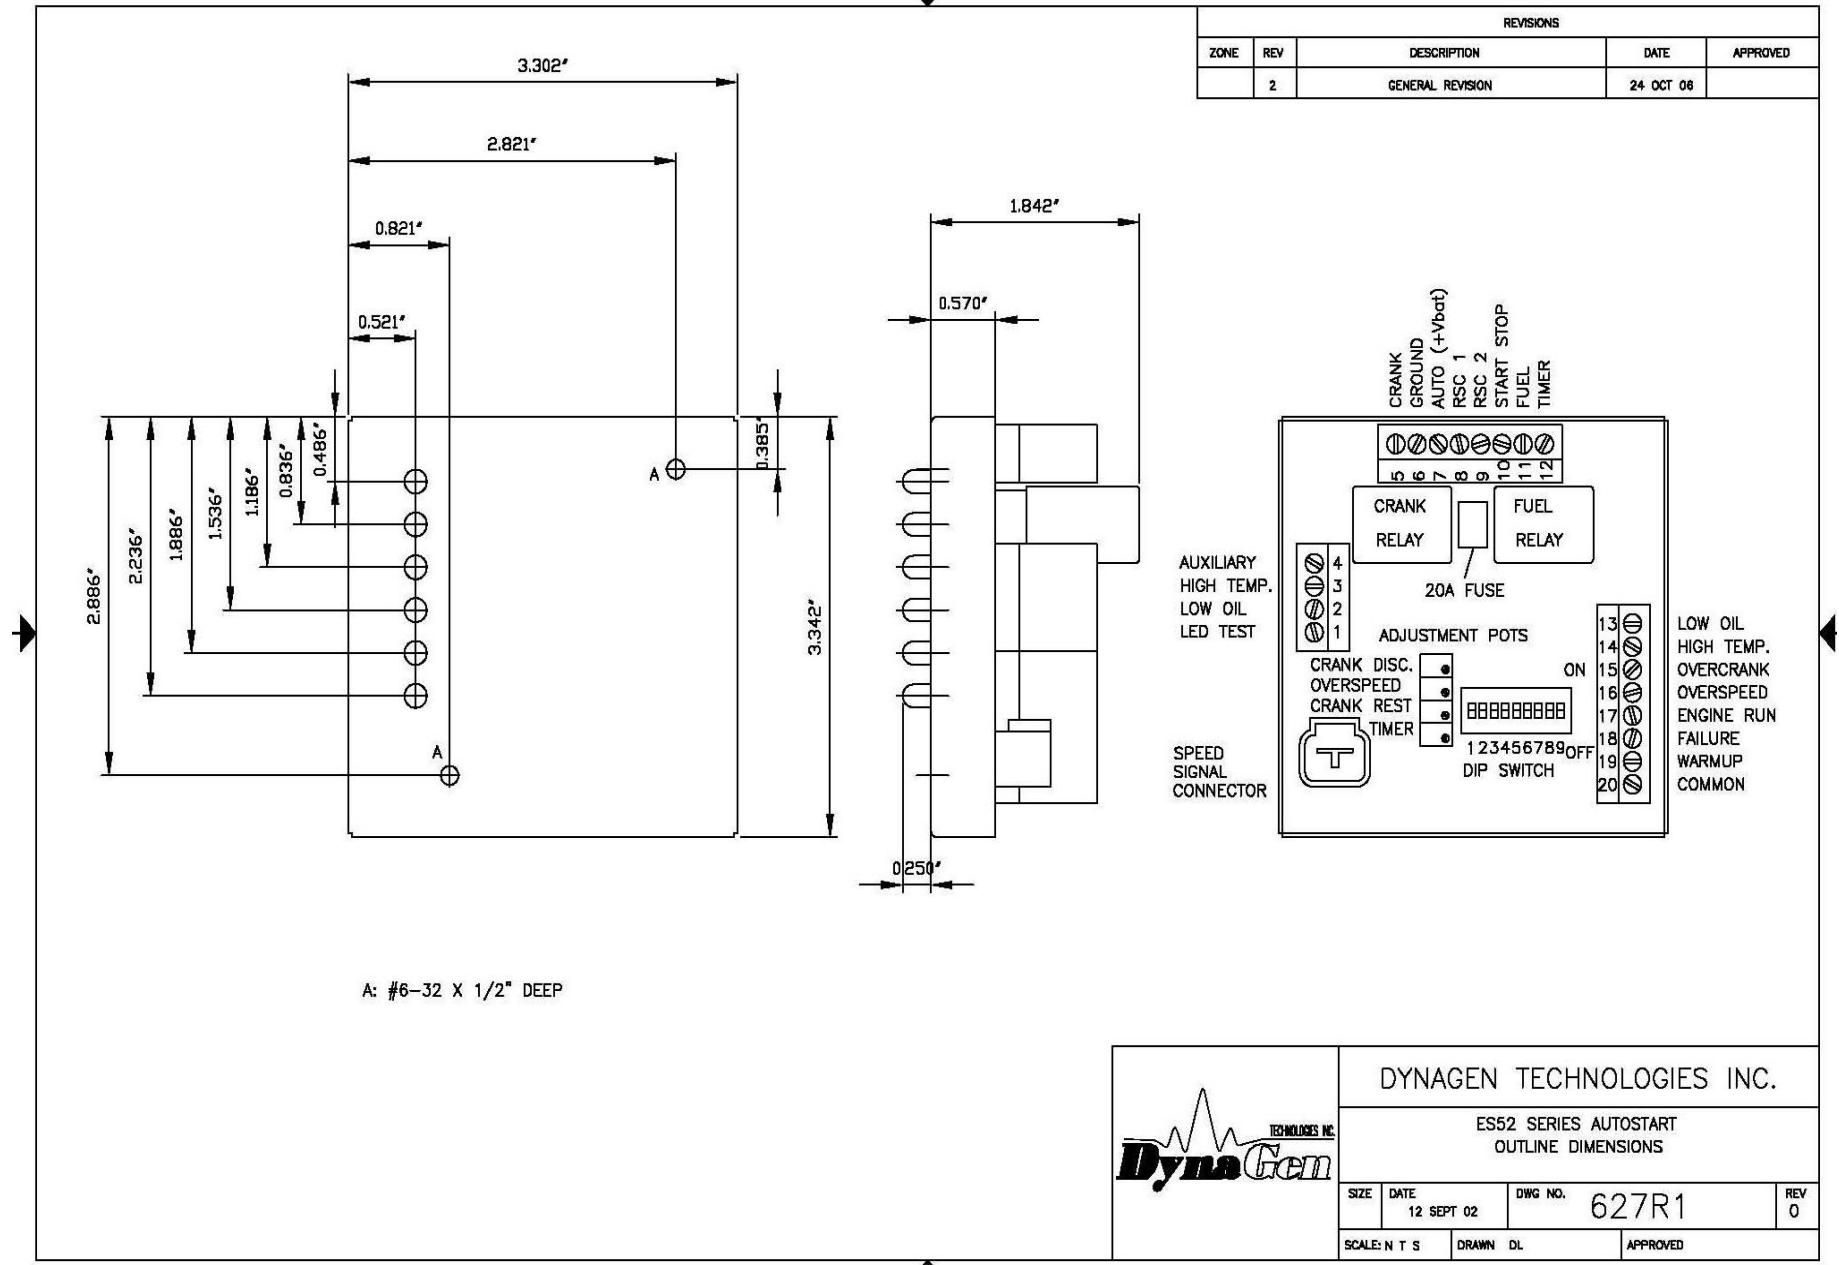 REVISIONS
ZONE REV DESCRIPTION DATE APPROVED
2 GENERAL REVISION 24 OCT 06
3.302"
2.821"
0.821"
0.521"
1.842"
0.570"
0.486"
0.836"
1.186"
1.536"
1.886"
2.236"
2.886"
0.385"
3.342"
0.250"
A
A
A: #6-32 X 1/2" DEEP
CRANK
GROUND
AUTO (+Vbat)
RSC 1
RSC 2
START STOP
FUEL
TIMER
5 6 7 8 9 10 11 12
CRANK
RELAY
FUEL
RELAY
20A FUSE
AUXILIARY 4
HIGH TEMP. 3
LOW OIL 2
LED TEST 1
ADJUSTMENT POTS
CRANK DISC.
OVERSPEED
CRANK REST
TIMER
ON
123456789
OFF
DIP SWITCH
SPEED
SIGNAL
CONNECTOR
13 LOW OIL
14 HIGH TEMP.
15 OVERCRANK
16 OVERSPEED
17 ENGINE RUN
18 FAILURE
19 WARMUP
20 COMMON
TECHNOLOGIES INC.
DynaGen
DYNAGEN TECHNOLOGIES INC.
ES52 SERIES AUTOSTART
OUTLINE DIMENSIONS
SIZE DATE DWG NO. REV
12 SEPT 02 627R1 0
SCALE: N T S DRAWN DL APPROVED